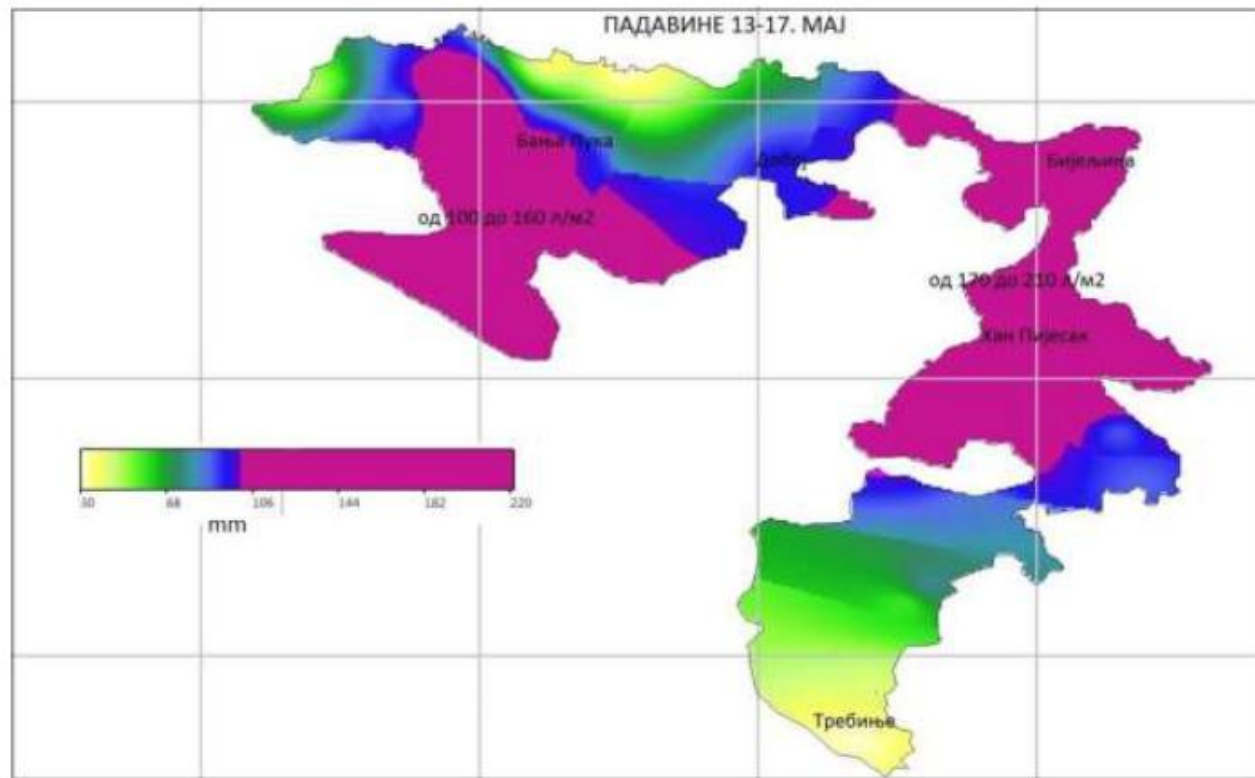 ПАДАВИНЕ 13-17. МАЈ
Бања Лука
Добој
Бијељина
од 100 до 160 л/м2
од 170 до 210 л/м2
Хан Пијесак
30 68 106 144 182 220
mm
Требиње